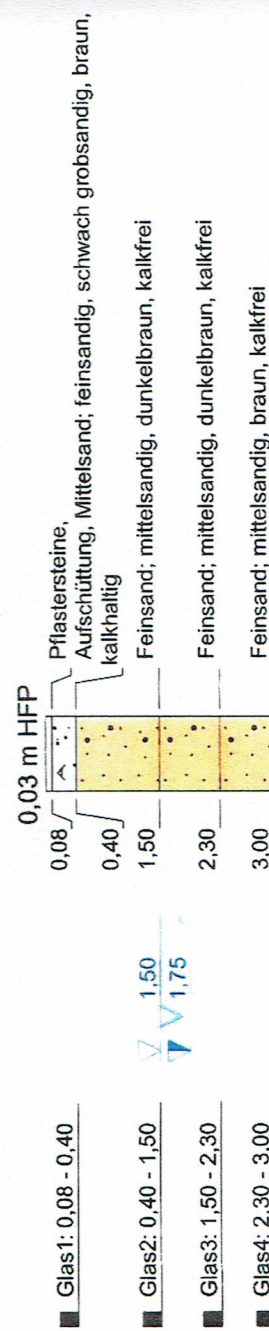 0,03 m HFP
0,08
Pflastersteine,
Aufschüttung, Mittelsand; feinsandig, schwach grobsandig, braun,
kalkhaltig
Glas1: 0,08 - 0,40
0,40
Glas2: 0,40 - 1,50
1,50
1,75
1,50
Feinsand; mittelsandig, dunkelbraun, kalkfrei
Glas3: 1,50 - 2,30
2,30
Feinsand; mittelsandig, dunkelbraun, kalkfrei
Glas4: 2,30 - 3,00
3,00
Feinsand; mittelsandig, braun, kalkfrei